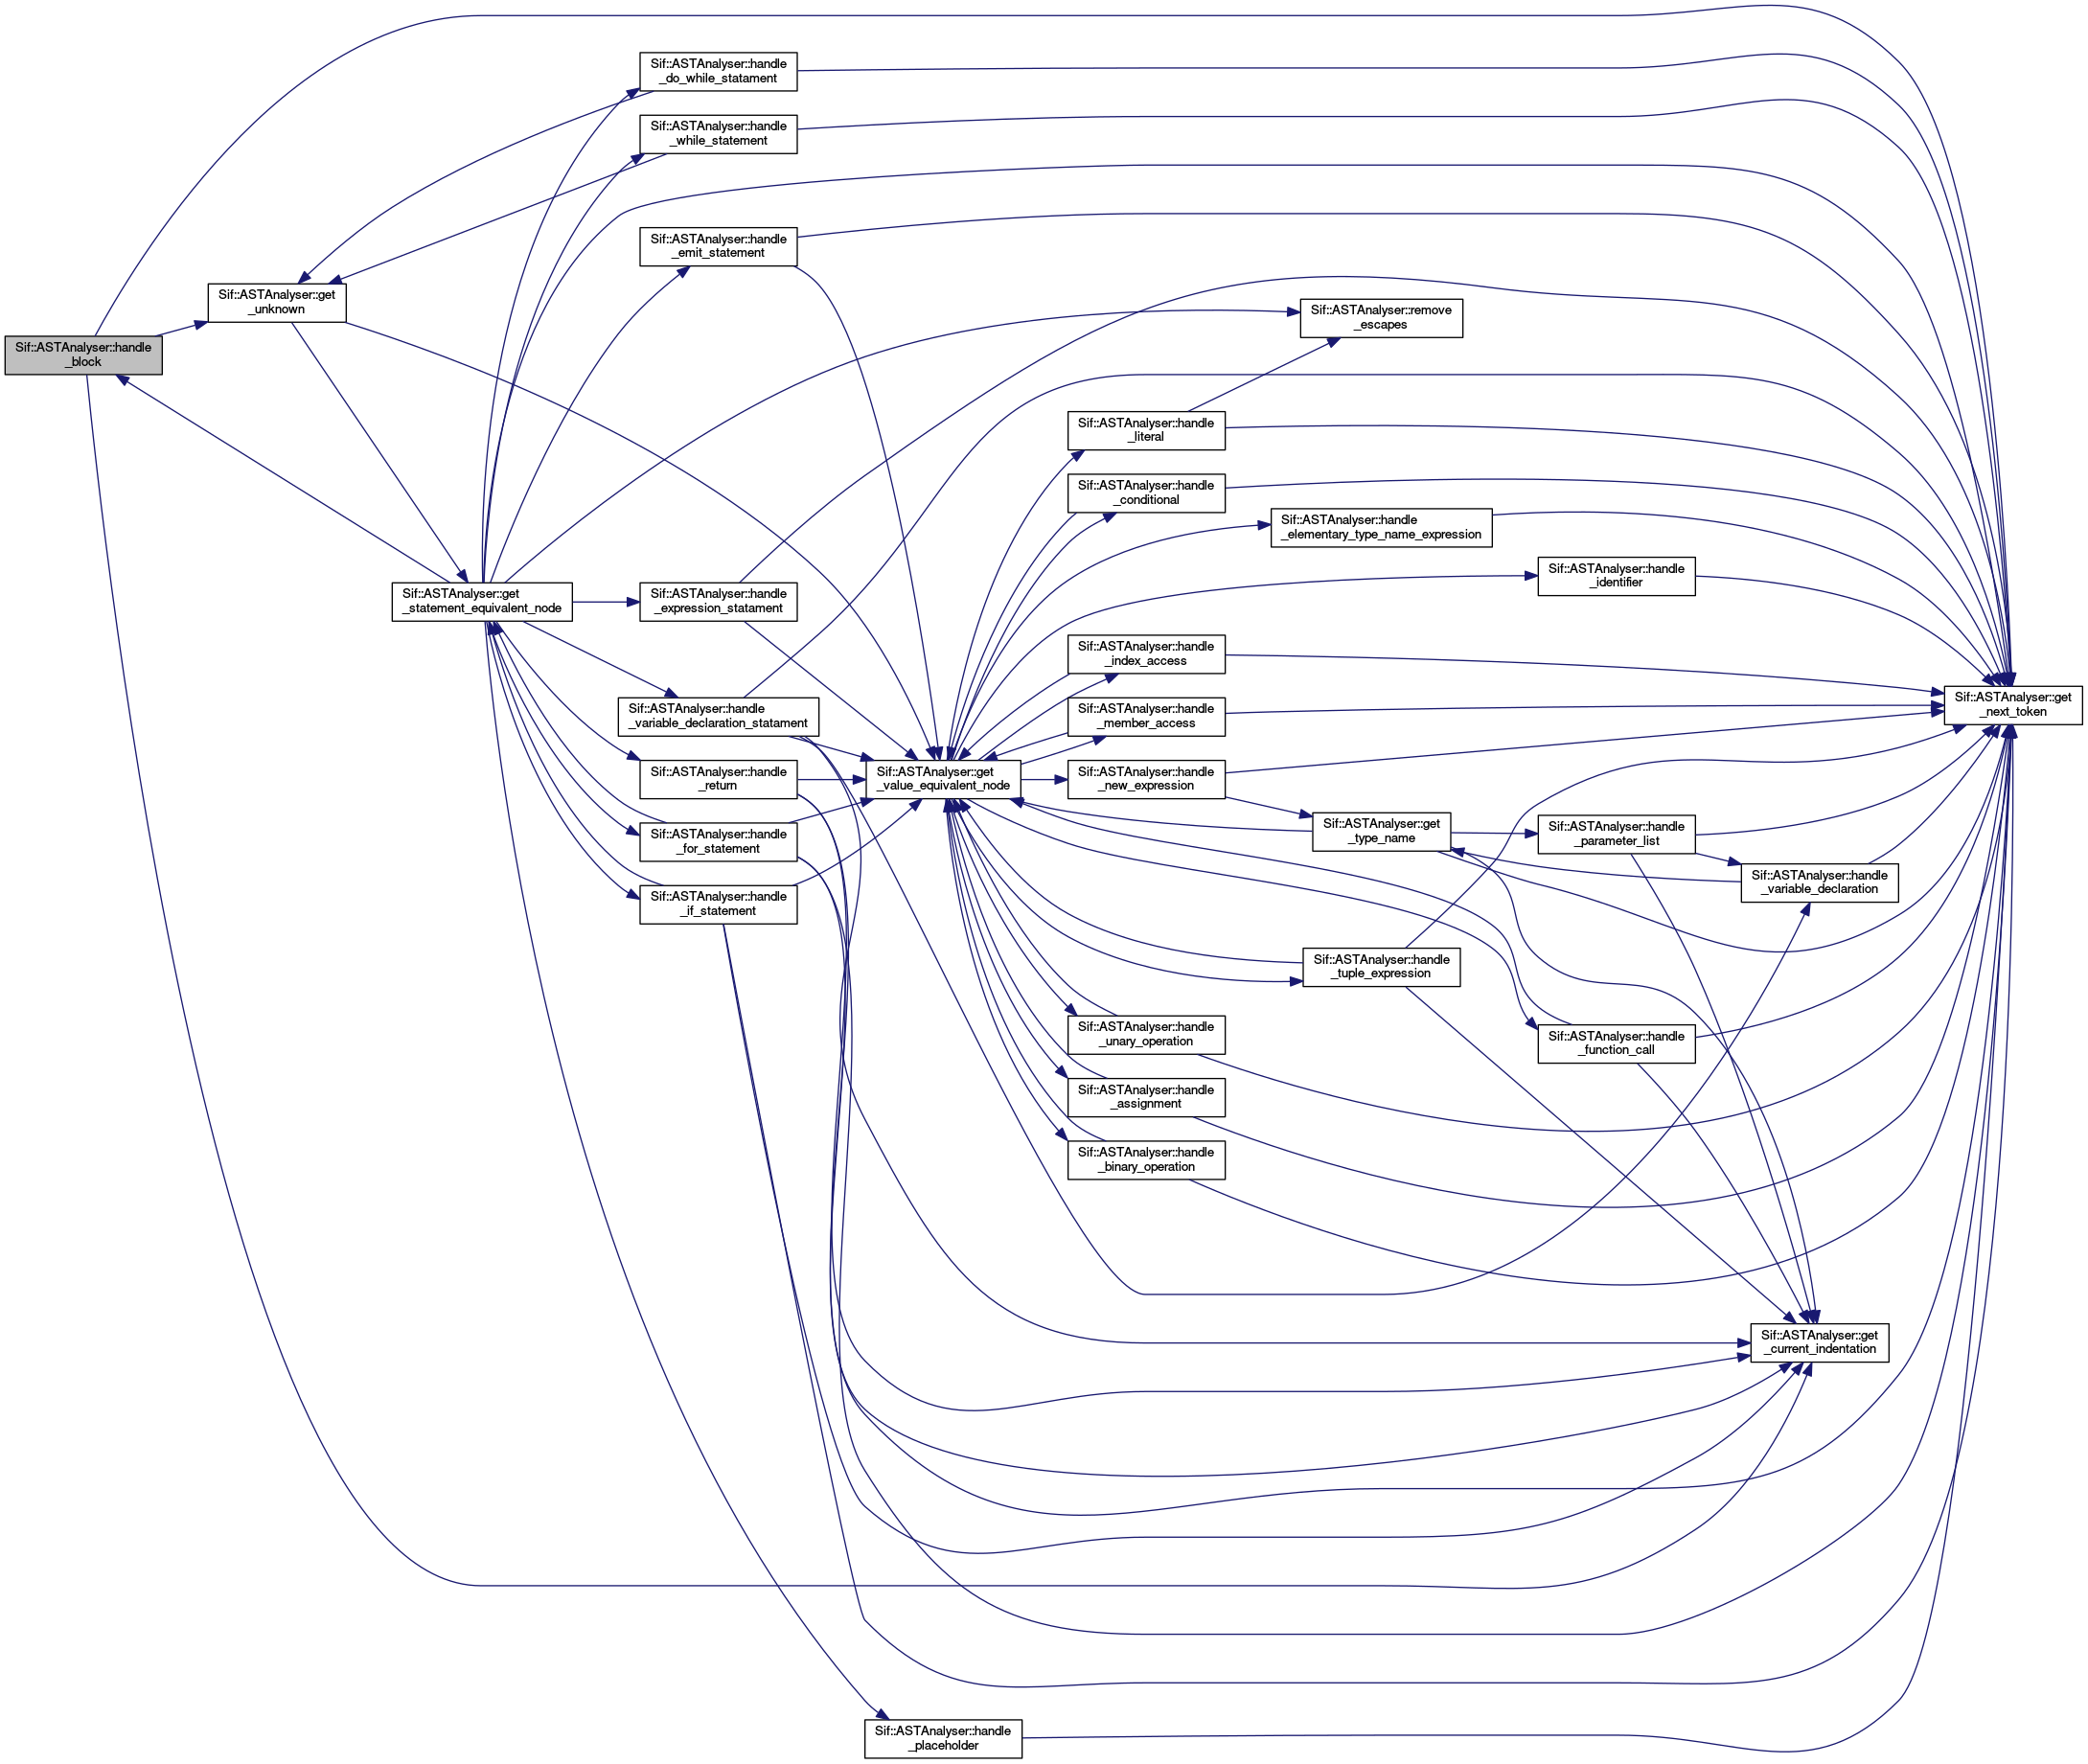 Sif::ASTAnalyser::handle
_do_while_statament
Sif::ASTAnalyser::handle
_while_statement
Sif::ASTAnalyser::handle
_emit_statement
Sif::ASTAnalyser::get
_unknown
Sif::ASTAnalyser::remove
_escapes
Sif::ASTAnalyser::handle
_block
Sif::ASTAnalyser::handle
_literal
Sif::ASTAnalyser::handle
_conditional
Sif::ASTAnalyser::handle
_elementary_type_name_expression
Sif::ASTAnalyser::handle
_identifier
Sif::ASTAnalyser::get
_statement_equivalent_node
Sif::ASTAnalyser::handle
_expression_statament
Sif::ASTAnalyser::handle
_index_access
Sif::ASTAnalyser::get
_next_token
Sif::ASTAnalyser::handle
_variable_declaration_statament
Sif::ASTAnalyser::handle
_member_access
Sif::ASTAnalyser::handle
_return
Sif::ASTAnalyser::get
_value_equivalent_node
Sif::ASTAnalyser::handle
_new_expression
Sif::ASTAnalyser::get
_type_name
Sif::ASTAnalyser::handle
_parameter_list
Sif::ASTAnalyser::handle
_for_statement
Sif::ASTAnalyser::handle
_variable_declaration
Sif::ASTAnalyser::handle
_if_statement
Sif::ASTAnalyser::handle
_tuple_expression
Sif::ASTAnalyser::handle
_unary_operation
Sif::ASTAnalyser::handle
_function_call
Sif::ASTAnalyser::handle
_assignment
Sif::ASTAnalyser::handle
_binary_operation
Sif::ASTAnalyser::get
_current_indentation
Sif::ASTAnalyser::handle
_placeholder